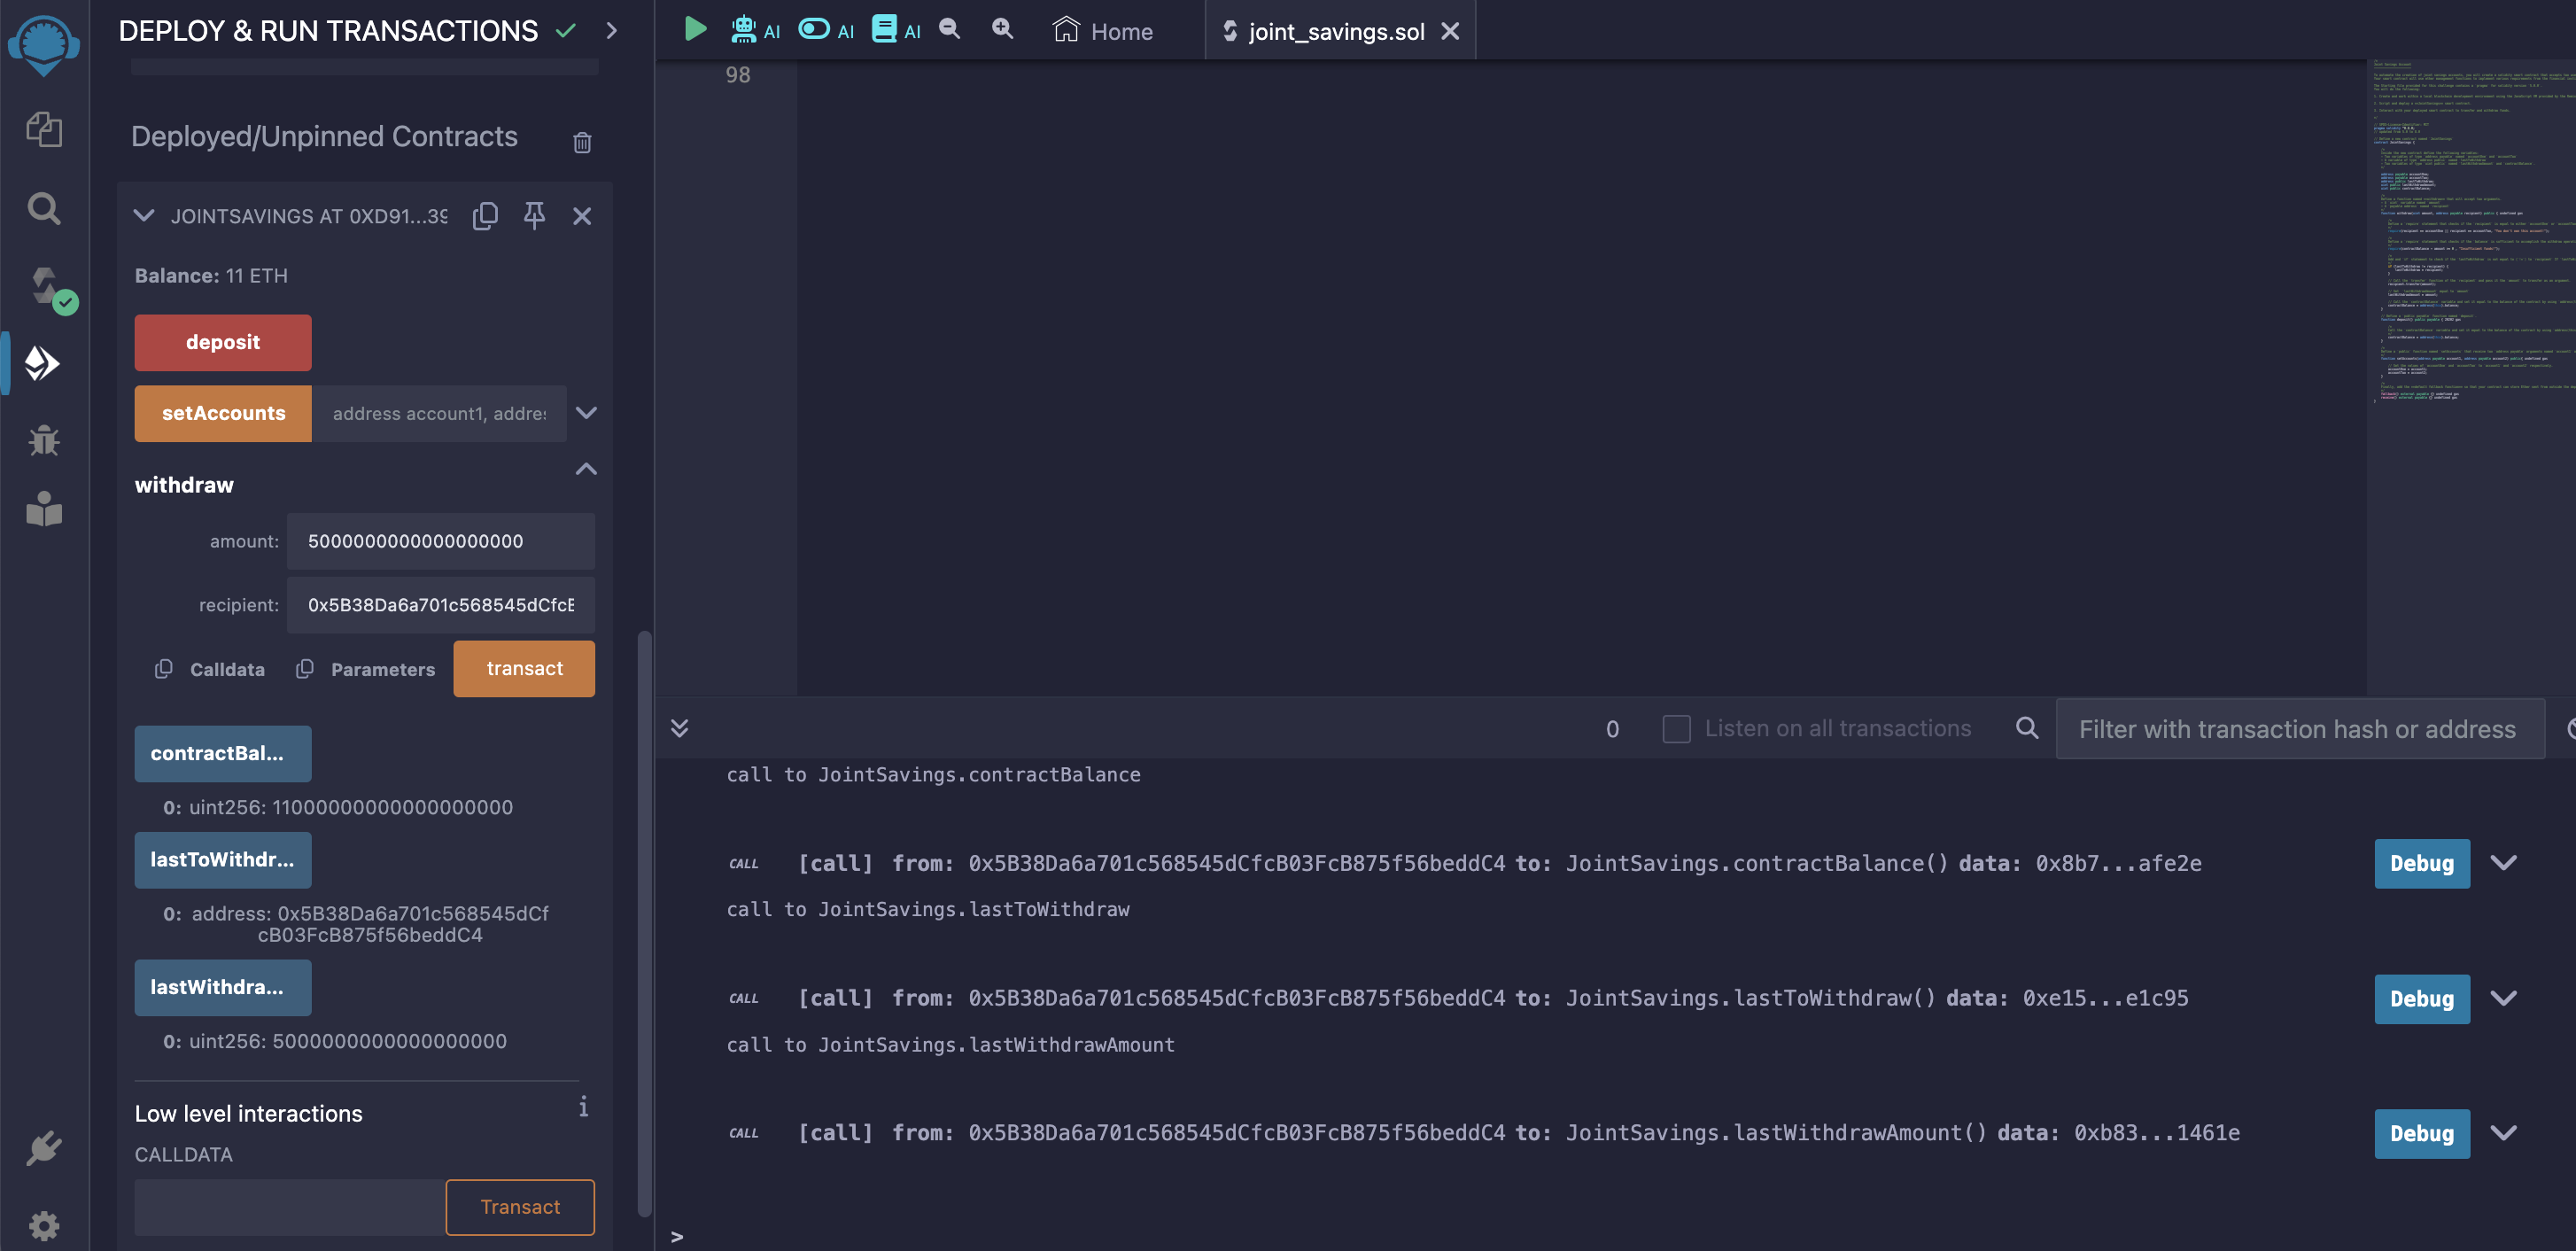 DEPLOY & RUN TRANSACTIONS
Deployed/Unpinned Contracts
JOINTSAVINGS AT 0XD91...39
Balance: 11 ETH
deposit
setAccounts
address account1, addres
withdraw
amount:
5000000000000000000
recipient:
0x5B38Da6a701c568545dCfcB
Calldata
Parameters
transact
contractBal...
0: uint256: 11000000000000000000
lastToWithdr...
0: address: 0x5B38Da6a701c568545dCf
cB03FcB875f56beddC4
lastWithdra...
0: uint256: 5000000000000000000
Low level interactions
i
CALLDATA
Transact
AI
AI
AI
Home
joint_savings.sol
98
0
Listen on all transactions
Filter with transaction hash or address
call to JointSavings.contractBalance
CALL [call] from: 0x5B38Da6a701c568545dCfcB03FcB875f56beddC4 to: JointSavings.contractBalance() data: 0x8b7...afe2e
Debug
call to JointSavings.lastToWithdraw
CALL [call] from: 0x5B38Da6a701c568545dCfcB03FcB875f56beddC4 to: JointSavings.lastToWithdraw() data: 0xe15...e1c95
Debug
call to JointSavings.lastWithdrawAmount
CALL [call] from: 0x5B38Da6a701c568545dCfcB03FcB875f56beddC4 to: JointSavings.lastWithdrawAmount() data: 0xb83...1461e
Debug
>